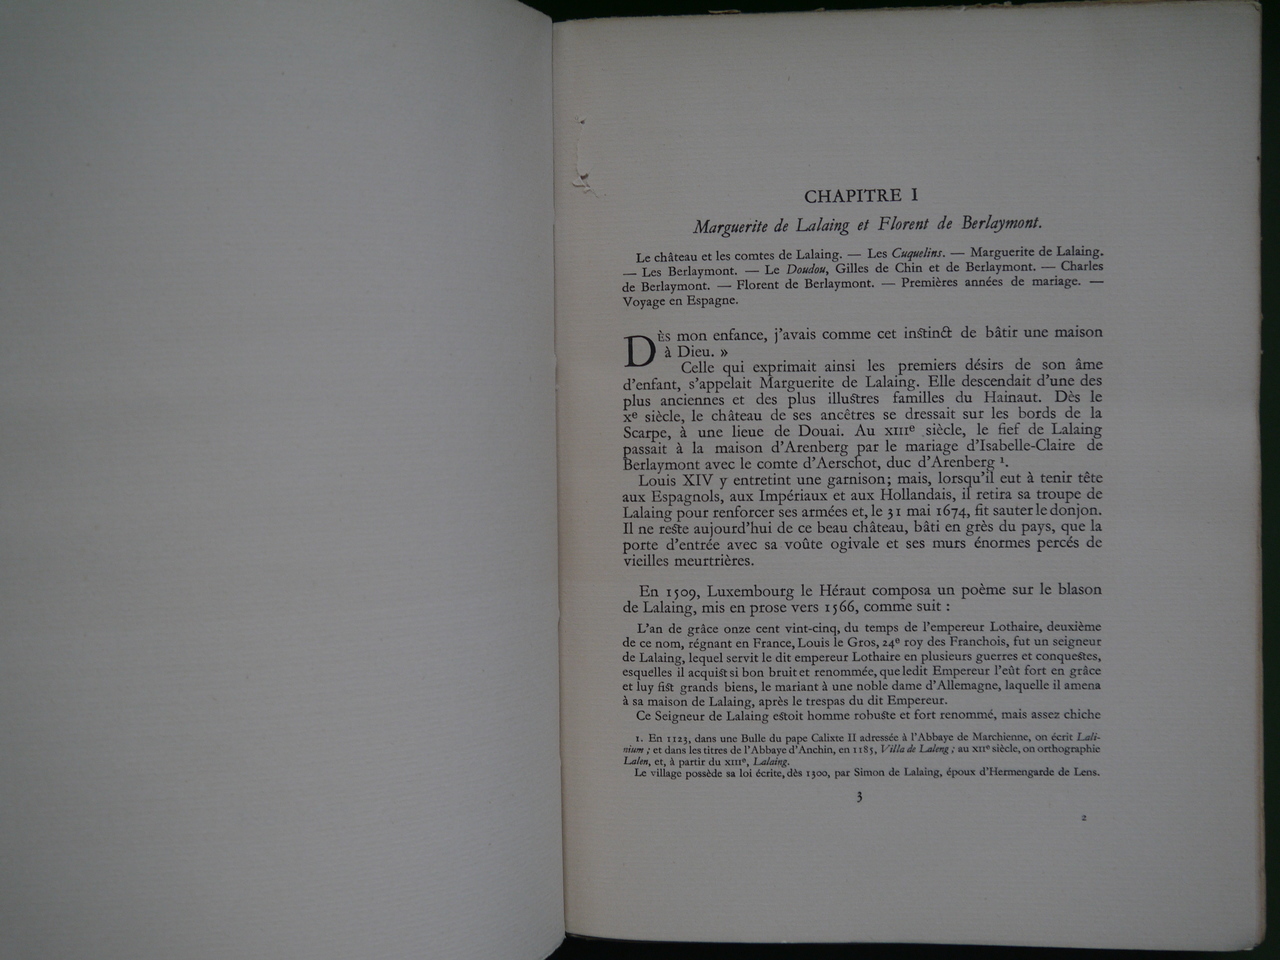 CHAPITRE I
Marguerite de Lalaing et Florent de Berlaymont.
Le château et les comtes de Lalaing. — Les Cuquelins. — Marguerite de Lalaing.
— Les Berlaymont. — Le Doudou, Gilles de Chin et de Berlaymont. — Charles
de Berlaymont. — Florent de Berlaymont. — Premières années de mariage. —
Voyage en Espagne.
DÈS mon enfance, j'avais comme cet instinct de bâtir une maison
à Dieu. »
Celle qui exprimait ainsi les premiers désirs de son âme
d'enfant, s'appelait Marguerite de Lalaing. Elle descendait d'une des
plus anciennes et des plus illustres familles du Hainaut. Dès le
Xe siècle, le château de ses ancêtres se dressait sur les bords de la
Scarpe, à une lieue de Douai. Au XIIIe siècle, le fief de Lalaing
passait à la maison d'Arenberg par le mariage d'Isabelle-Claire de
Berlaymont avec le comte d'Aerschot, duc d'Arenberg 1.
Louis XIV y entretint une garnison; mais, lorsqu'il eut à tenir tête
aux Espagnols, aux Impériaux et aux Hollandais, il retira sa troupe de
Lalaing pour renforcer ses armées et, le 31 mai 1674, fit sauter le donjon.
Il ne reste aujourd'hui de ce beau château, bâti en grès du pays, que la
porte d'entrée avec sa voûte ogivale et ses murs énormes percés de
vieilles meurtrières.
En 1509, Luxembourg le Héraut composa un poème sur le blason
de Lalaing, mis en prose vers 1566, comme suit :
L'an de grâce onze cent vint-cinq, du temps de l'empereur Lothaire, deuxième
de ce nom, régnant en France, Louis le Gros, 24e roy des Franchois, fut un seigneur
de Lalaing, lequel servit le dit empereur Lothaire en plusieurs guerres et conquestes,
esquelles il acquist si bon bruit et renommée, que ledit Empereur l'eût fort en grâce
et luy fist grands biens, le mariant à une noble dame d'Allemagne, laquelle il amena
à sa maison de Lalaing, après le trespas du dit Empereur.
Ce Seigneur de Lalaing estoit homme robuste et fort renommé, mais assez chiche
1. En 1123, dans une Bulle du pape Calixte II adressée à l'Abbaye de Marchienne, on écrit Lali-
nium ; et dans les titres de l'Abbaye d'Anchin, en 1185, Villa de Laleng ; au XIIe siècle, on orthographie
Lalen, et, à partir du XIIIe, Lalaing.
Le village possède sa loi écrite, dès 1300, par Simon de Lalaing, époux d'Hermengarde de Lens.
3
2